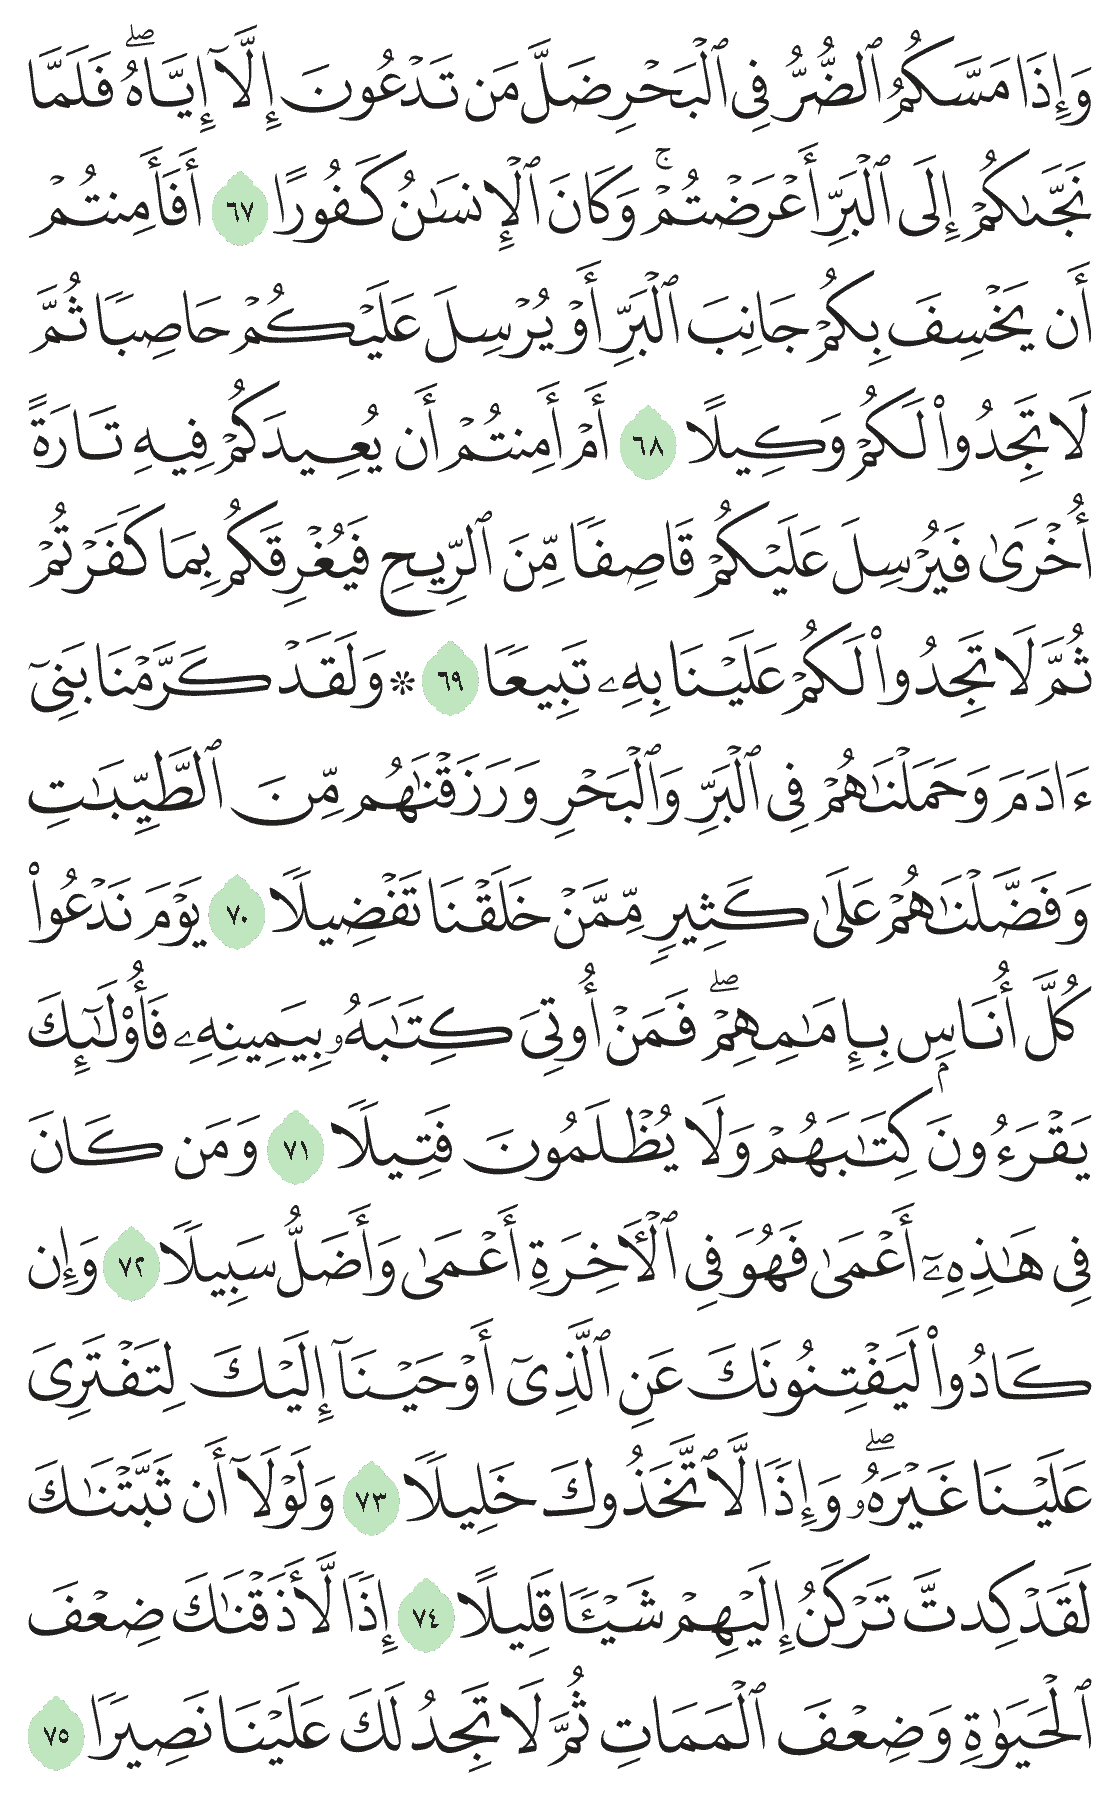 وَإِذَا مَسَّكُمُ ٱلضُّرُّ فِى ٱلْبَحْرِ ضَلَّ مَن تَدْعُونَ إِلَّآ إِيَّاهُ ۖ فَلَمَّا
نَجَّىٰكُمْ إِلَى ٱلْبَرِّ أَعْرَضْتُمْ ۚ وَكَانَ ٱلْإِنسَـٰنُ كَفُورًا ٦٧ أَفَأَمِنتُمْ
أَن يَخْسِفَ بِكُمْ جَانِبَ ٱلْبَرِّ أَوْ يُرْسِلَ عَلَيْكُمْ حَاصِبًا ثُمَّ
لَا تَجِدُوا۟ لَكُمْ وَكِيلًا ٦٨ أَمْ أَمِنتُمْ أَن يُعِيدَكُمْ فِيهِ تَارَةً
أُخْرَىٰ فَيُرْسِلَ عَلَيْكُمْ قَاصِفًا مِّنَ ٱلرِّيحِ فَيُغْرِقَكُم بِمَا كَفَرْتُمْ
ثُمَّ لَا تَجِدُوا۟ لَكُمْ عَلَيْنَا بِهِۦ تَبِيعًا ٦٩ ۞ وَلَقَدْ كَرَّمْنَا بَنِىٓ
ءَادَمَ وَحَمَلْنَـٰهُمْ فِى ٱلْبَرِّ وَٱلْبَحْرِ وَرَزَقْنَـٰهُم مِّنَ ٱلطَّيِّبَـٰتِ
وَفَضَّلْنَـٰهُمْ عَلَىٰ كَثِيرٍ مِّمَّنْ خَلَقْنَا تَفْضِيلًا ٧٠ يَوْمَ نَدْعُوا۟
كُلَّ أُنَاسٍۭ بِإِمَـٰمِهِمْ ۖ فَمَنْ أُوتِىَ كِتَـٰبَهُۥ بِيَمِينِهِۦ فَأُو۟لَـٰٓئِكَ
يَقْرَءُونَ كِتَـٰبَهُمْ وَلَا يُظْلَمُونَ فَتِيلًا ٧١ وَمَن كَانَ
فِى هَـٰذِهِۦٓ أَعْمَىٰ فَهُوَ فِى ٱلْـَٔاخِرَةِ أَعْمَىٰ وَأَضَلُّ سَبِيلًا ٧٢ وَإِن
كَادُوا۟ لَيَفْتِنُونَكَ عَنِ ٱلَّذِىٓ أَوْحَيْنَآ إِلَيْكَ لِتَفْتَرِىَ
عَلَيْنَا غَيْرَهُۥ ۖ وَإِذًا لَّٱتَّخَذُوكَ خَلِيلًا ٧٣ وَلَوْلَآ أَن ثَبَّتْنَـٰكَ
لَقَدْ كِدتَّ تَرْكَنُ إِلَيْهِمْ شَيْـًٔا قَلِيلًا ٧٤ إِذًا لَّأَذَقْنَـٰكَ ضِعْفَ
ٱلْحَيَوٰةِ وَضِعْفَ ٱلْمَمَاتِ ثُمَّ لَا تَجِدُ لَكَ عَلَيْنَا نَصِيرًا ٧٥